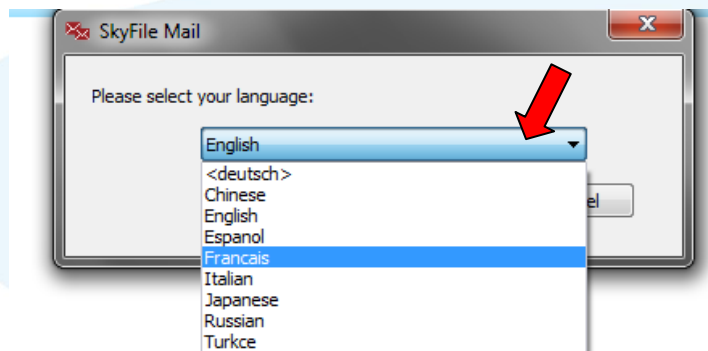 SkyFile Mail
Please select your language:
English
<deutsch>
Chinese
English
Espanol
Francais
Italian
Japanese
Russian
Turkce